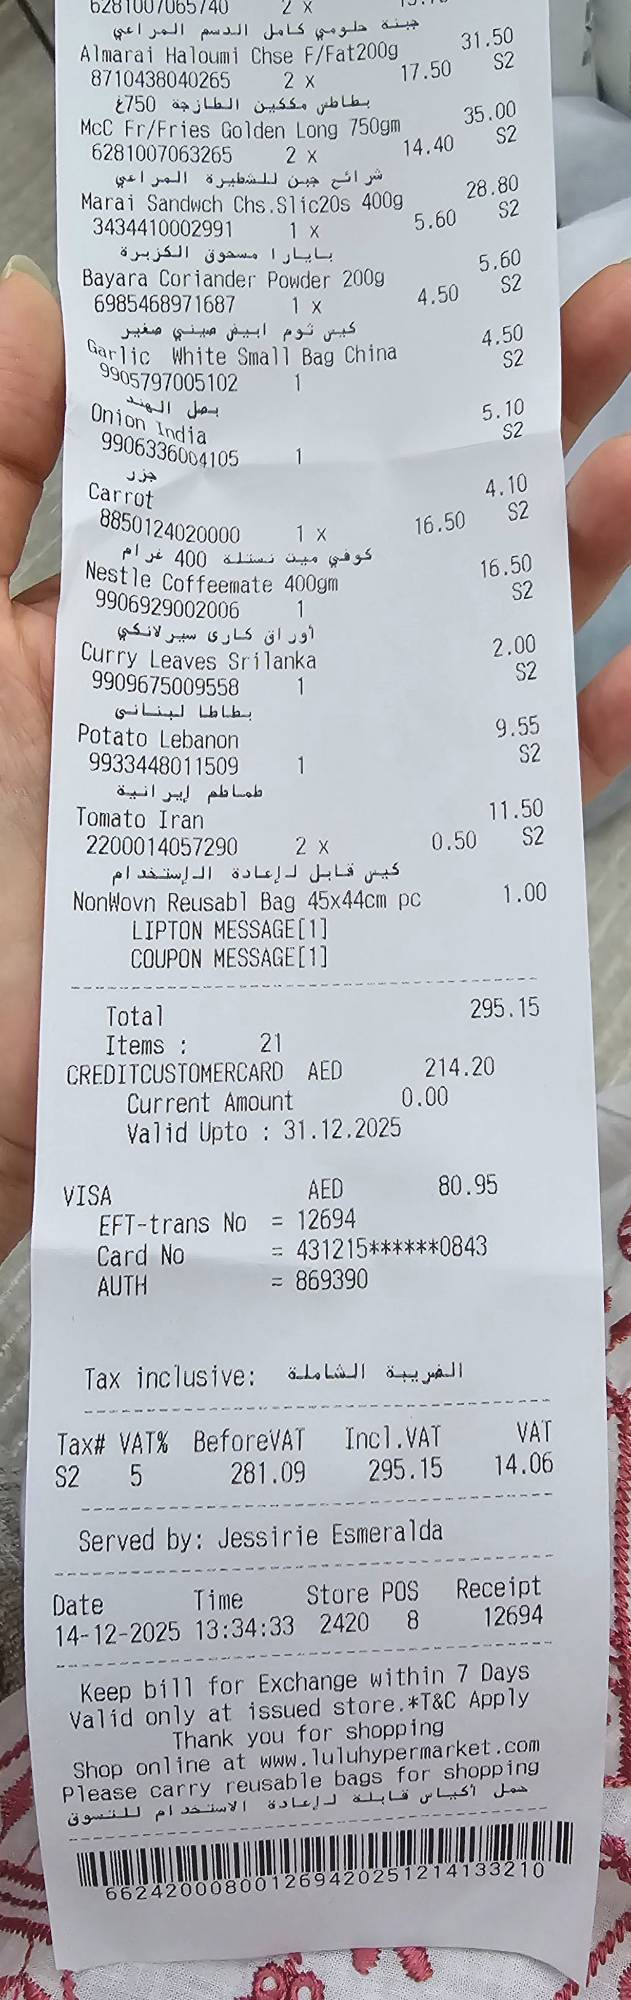 6281007065740 2 x
جبنة حلومي كامل الدسم المراعي
Almarai Haloumi Chse F/Fat200g 31.50
8710438040265 2 x 17.50 S2
بطاطس مككين الطازجة 750غ
McC Fr/Fries Golden Long 750gm 35.00
6281007063265 2 x 14.40 S2
شرائح جبن للشطيرة المراعي
Marai Sandwch Chs.Slic20s 400g 28.80
3434410002991 1 x 5.60 S2
بايارا مسحوق الكزبرة
Bayara Coriander Powder 200g 5.60
6985468971687 1 x 4.50 S2
كيس ثوم ابيض صيني صغير
Garlic White Small Bag China 4.50
9905797005102 1 S2
بصل الهند
Onion India 5.10
9906336004105 1 S2
جزر
Carrot 4.10
8850124020000 1 x 16.50 S2
كوفي ميت نستلة 400 غرام
Nestle Coffeemate 400gm 16.50
9906929002006 1 S2
أوراق كارى سيرلانكي
Curry Leaves Srilanka 2.00
9909675009558 1 S2
بطاطا لبناني
Potato Lebanon 9.55
9933448011509 1 S2
طماطم إيرانية
Tomato Iran 11.50
2200014057290 2 x 0.50 S2
كيس قابل لإعادة الإستخدام
NonWovn Reusabl Bag 45x44cm pc 1.00
LIPTON MESSAGE[1]
COUPON MESSAGE[1]
Total 295.15
Items : 21
CREDITCUSTOMERCARD AED 214.20
Current Amount 0.00
Valid Upto : 31.12.2025
VISA AED 80.95
EFT-trans No = 12694
Card No = 431215******0843
AUTH = 869390
Tax inclusive: الضريبة الشاملة
Tax# VAT% BeforeVAT Incl.VAT VAT
S2 5 281.09 295.15 14.06
Served by: Jessirie Esmeralda
Date Time Store POS Receipt
14-12-2025 13:34:33 2420 8 12694
Keep bill for Exchange within 7 Days
Valid only at issued store.*T&C Apply
Thank you for shopping
Shop online at www.luluhypermarket.com
Please carry reusable bags for shopping
حمل أكياس قابلة لإعادة الاستخدام للتسوق
662420008001269420251214133210